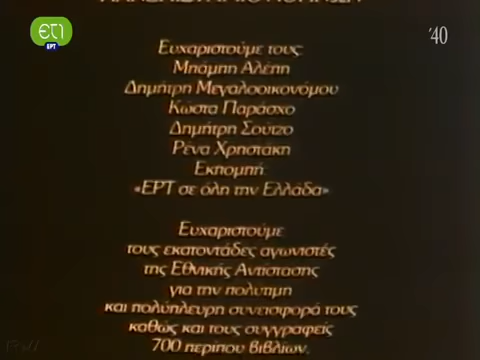 ετ1
ΕΡΤ
'40
Ευχαριστούμε τους:
Μπάμπη Αλέπη
Δημήτρη Μεγαλοοικονόμου
Κώστα Παράσχο
Δημήτρη Σούτζο
Ρένα Χρηστάκη
Εκπομπή:
«ΕΡΤ σε όλη την Ελλάδα»
Ευχαριστούμε
τους εκατοντάδες αγωνιστές
της Εθνικής Αντίστασης
για την πολύτιμη
και πολύπλευρη συνεισφορά τους
καθώς και τους συγγραφείς
700 περίπου βιβλίων,